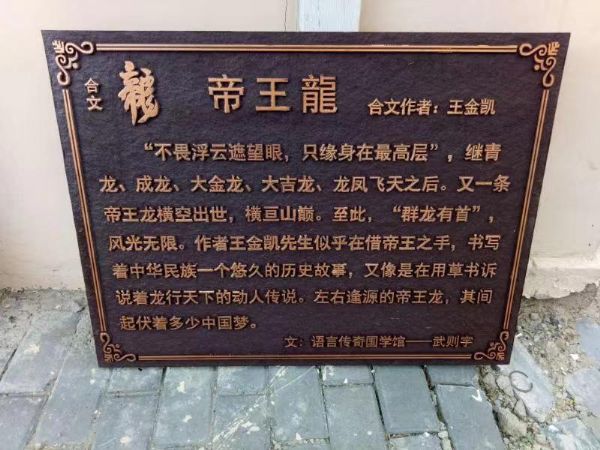 合文 帝王龍 合文作者：王金凯
“不畏浮云遮望眼，只缘身在最高层”，继青
龙、成龙、大金龙、大吉龙、龙凤飞天之后。又一条
帝王龙横空出世，横亘山巅。至此，“群龙有首”，
风光无限。作者王金凯先生似乎在借帝王之手，书写
着中华民族一个悠久的历史故事，又像是在用草书诉
说着龙行天下的动人传说。左右逢源的帝王龙，其间
起伏着多少中国梦。
文：语言传奇国学馆——武则宇